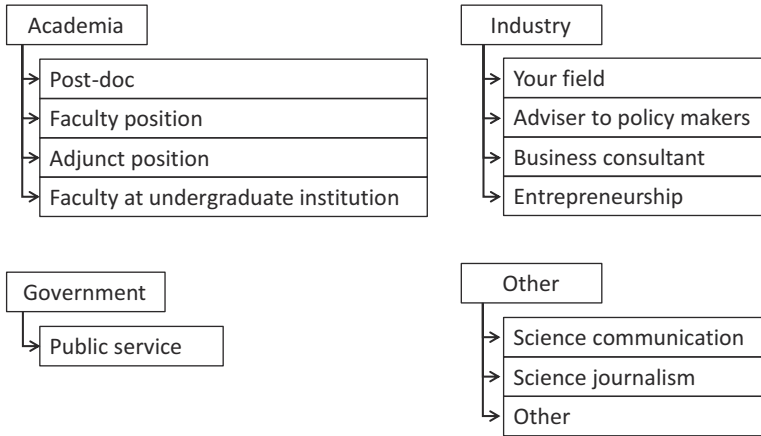 Academia
Post-doc
Faculty position
Adjunct position
Faculty at undergraduate institution
Industry
Your field
Adviser to policy makers
Business consultant
Entrepreneurship
Government
Public service
Other
Science communication
Science journalism
Other